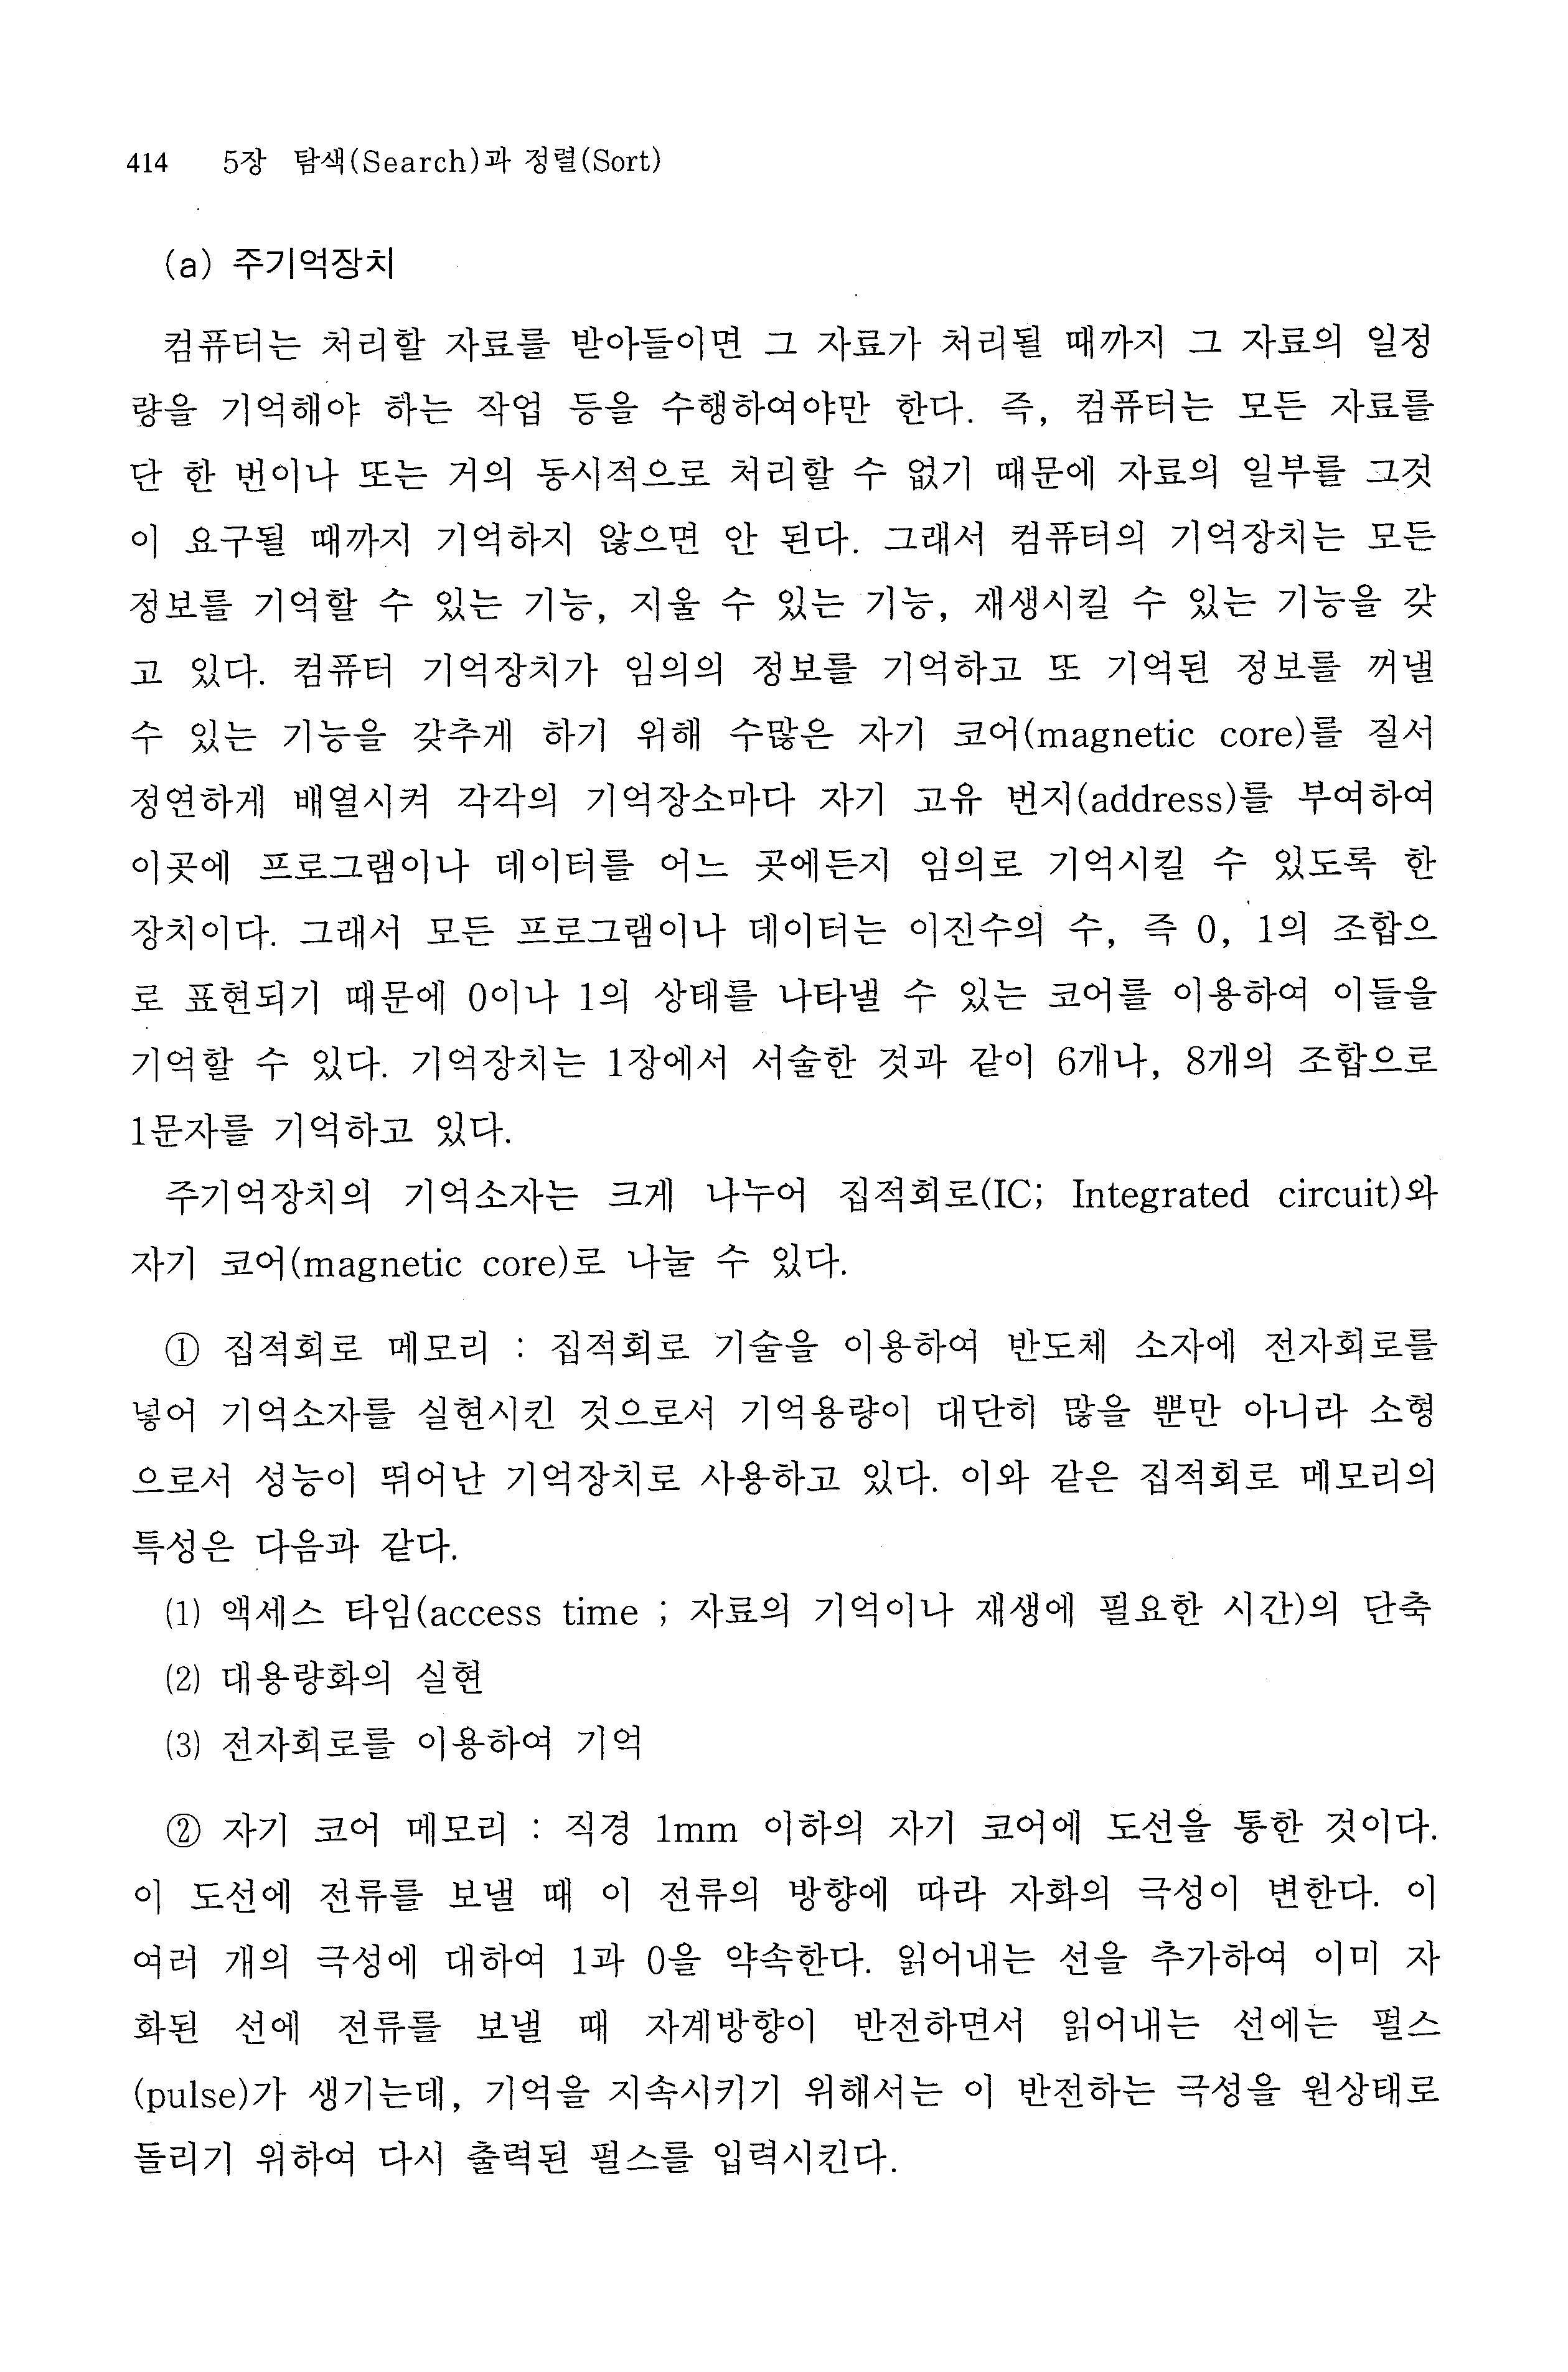 414 5장 탐색(Search)과 정렬(Sort)
(a) 주기억장치
컴퓨터는 처리할 자료를 받아들이면 그 자료가 처리될 때까지 그 자료의 일정
량을 기억해야 하는 작업 등을 수행하여야만 한다. 즉, 컴퓨터는 모든 자료를
단 한 번이나 또는 거의 동시적으로 처리할 수 없기 때문에 자료의 일부를 그것
이 요구될 때까지 기억하지 않으면 안 된다. 그래서 컴퓨터의 기억장치는 모든
정보를 기억할 수 있는 기능, 지울 수 있는 기능, 재생시킬 수 있는 기능을 갖
고 있다. 컴퓨터 기억장치가 임의의 정보를 기억하고 또 기억된 정보를 꺼낼
수 있는 기능을 갖추게 하기 위해 수많은 자기 코어(magnetic core)를 질서
정연하게 배열시켜 각각의 기억장소마다 자기 고유 번지(address)를 부여하여
이곳에 프로그램이나 데이터를 어느 곳에든지 임의로 기억시킬 수 있도록 한
장치이다. 그래서 모든 프로그램이나 데이터는 이진수의 수, 즉 0, 1의 조합으
로 표현되기 때문에 0이나 1의 상태를 나타낼 수 있는 코어를 이용하여 이들을
기억할 수 있다. 기억장치는 1장에서 서술한 것과 같이 6개나, 8개의 조합으로
1문자를 기억하고 있다.
주기억장치의 기억소자는 크게 나누어 집적회로(IC; Integrated circuit)와
자기 코어(magnetic core)로 나눌 수 있다.
① 집적회로 메모리 : 집적회로 기술을 이용하여 반도체 소자에 전자회로를
넣어 기억소자를 실현시킨 것으로서 기억용량이 대단히 많을 뿐만 아니라 소형
으로서 성능이 뛰어난 기억장치로 사용하고 있다. 이와 같은 집적회로 메모리의
특성은 다음과 같다.
(1) 액세스 타임(access time ; 자료의 기억이나 재생에 필요한 시간)의 단축
(2) 대용량화의 실현
(3) 전자회로를 이용하여 기억
② 자기 코어 메모리 : 직경 1mm 이하의 자기 코어에 도선을 통한 것이다.
이 도선에 전류를 보낼 때 이 전류의 방향에 따라 자화의 극성이 변한다. 이
여러 개의 극성에 대하여 1과 0을 약속한다. 읽어내는 선을 추가하여 이미 자
화된 선에 전류를 보낼 때 자계방향이 반전하면서 읽어내는 선에는 펄스
(pulse)가 생기는데, 기억을 지속시키기 위해서는 이 반전하는 극성을 원상태로
돌리기 위하여 다시 출력된 펄스를 입력시킨다.